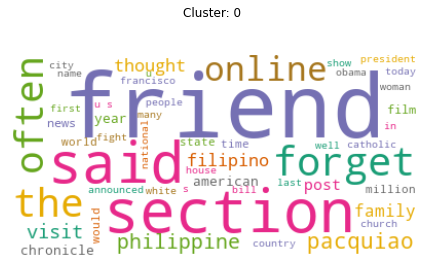 Cluster: 0
city
name
thought
online
show
president
u
francisco
obama
today
often
friend
woman
people
first
u s
many
film
news
year
in
world
fight
national
state
time
well
catholic
said
filipino
forget
house
american
announced
white
s
bill
last
post
million
the
section
would
family
visit
church
chronicle
philippine
country
pacquiao